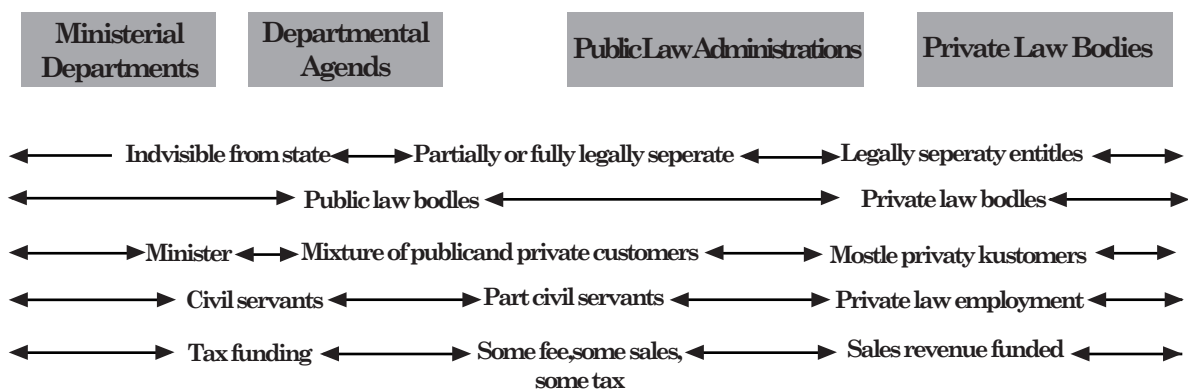 Ministerial
Departments
Departmental
Agends
Public Law Administrations
Private Law Bodies
Indvisible from state
Partially or fully legally seperate
Legally seperaty entitles
Public law bodles
Private law bodles
Minister
Mixture of publicand private customers
Mostle privaty kustomers
Civil servants
Part civil servants
Private law employment
Tax funding
Some fee,some sales,
some tax
Sales revenue funded